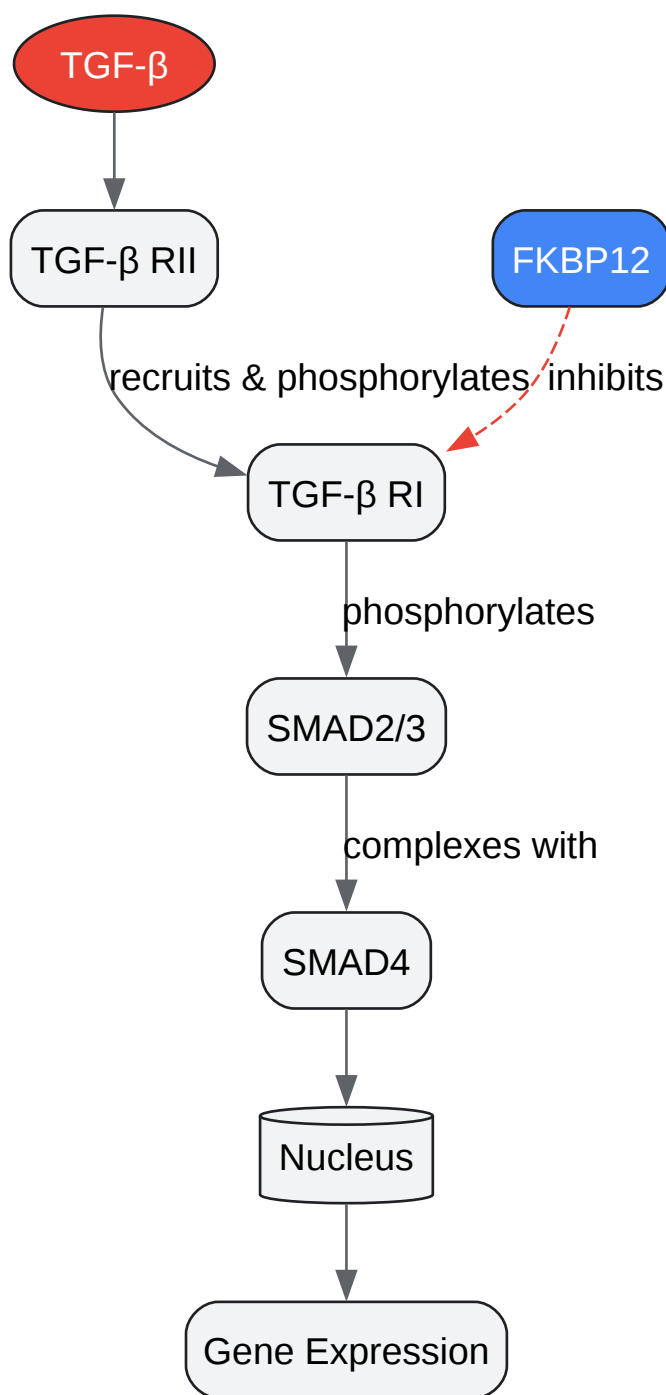 TGF-β
TGF-β RII
FKBP12
recruits & phosphorylates
inhibits
TGF-β RI
phosphorylates
SMAD2/3
complexes with
SMAD4
Nucleus
Gene Expression